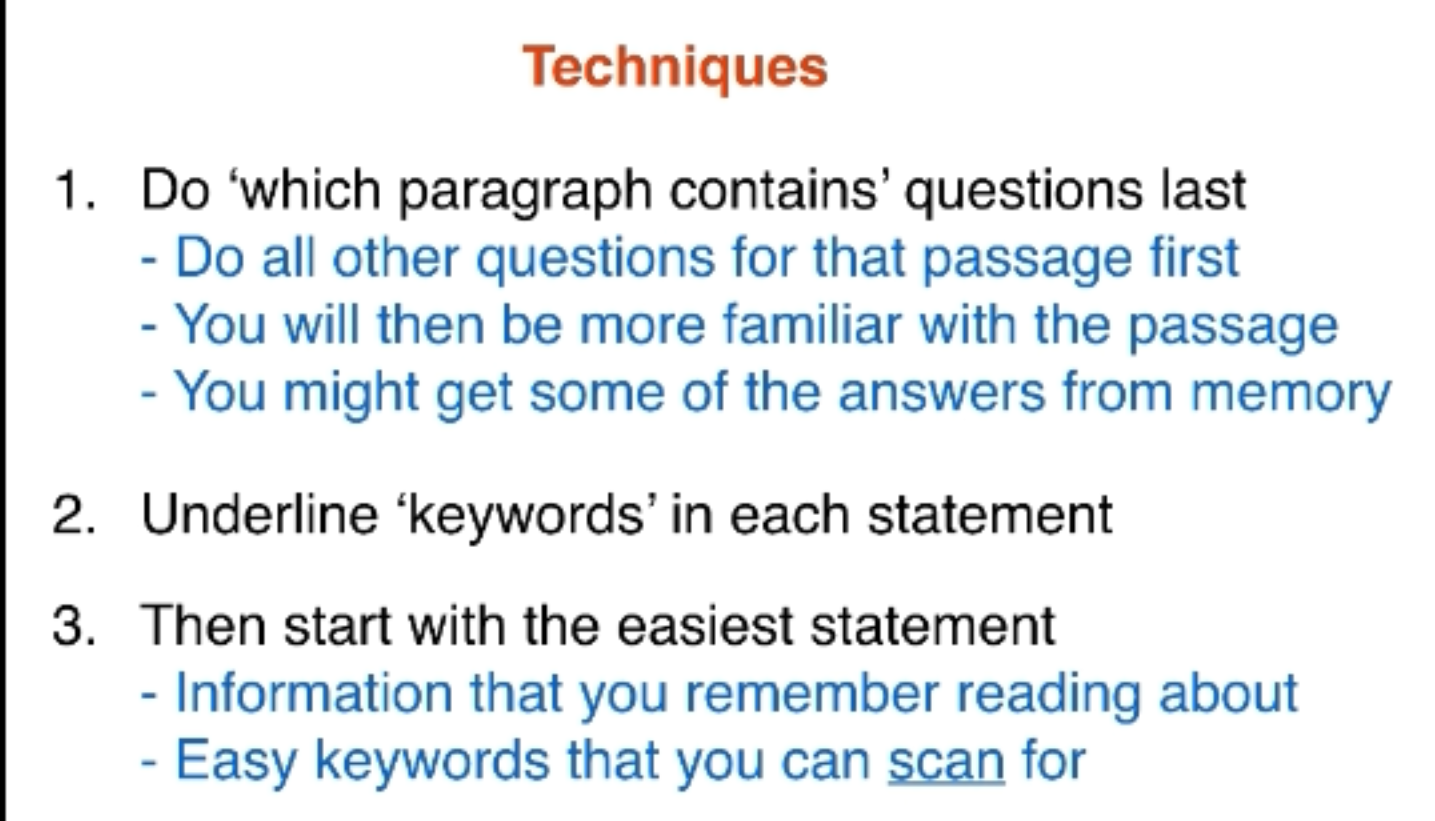 Techniques
1. Do ‘which paragraph contains’ questions last
- Do all other questions for that passage first
- You will then be more familiar with the passage
- You might get some of the answers from memory
2. Underline ‘keywords’ in each statement
3. Then start with the easiest statement
- Information that you remember reading about
- Easy keywords that you can scan for